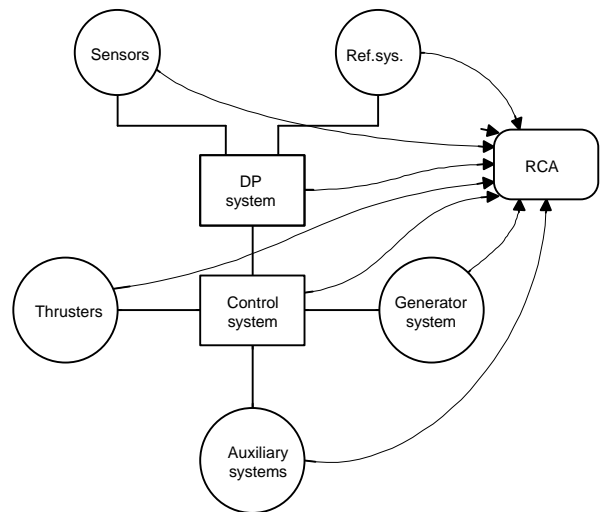 Sensors
Ref.sys.
RCA
DP
system
Thrusters
Control
system
Generator
system
Auxiliary
systems